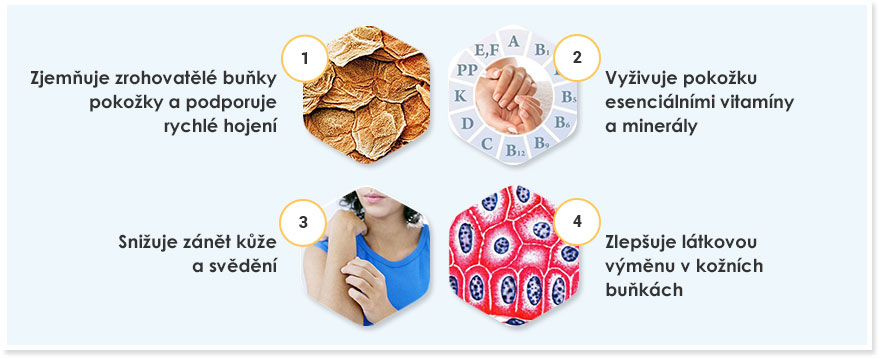 1
Zjemňuje zrohovatělé buňky
pokožky a podporuje
rychlé hojení
2
Vyživuje pokožku
esenciálními vitamíny
a minerály
E,F
A
B1
PP
K
B5
D
B6
C
B12
B9
3
Snižuje zánět kůže
a svědění
4
Zlepšuje látkovou
výměnu v kožních
buňkách